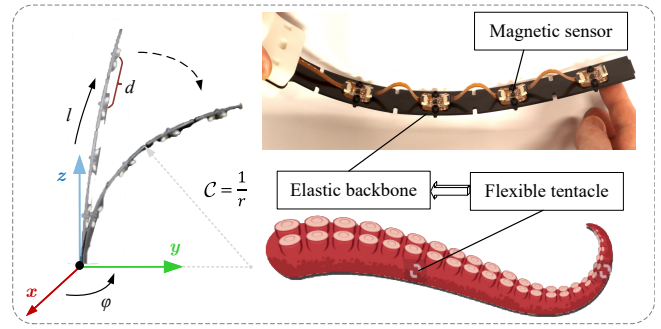 Magnetic sensor
d
l
z
𝒞 = 1/r
Elastic backbone
Flexible tentacle
y
x
φ